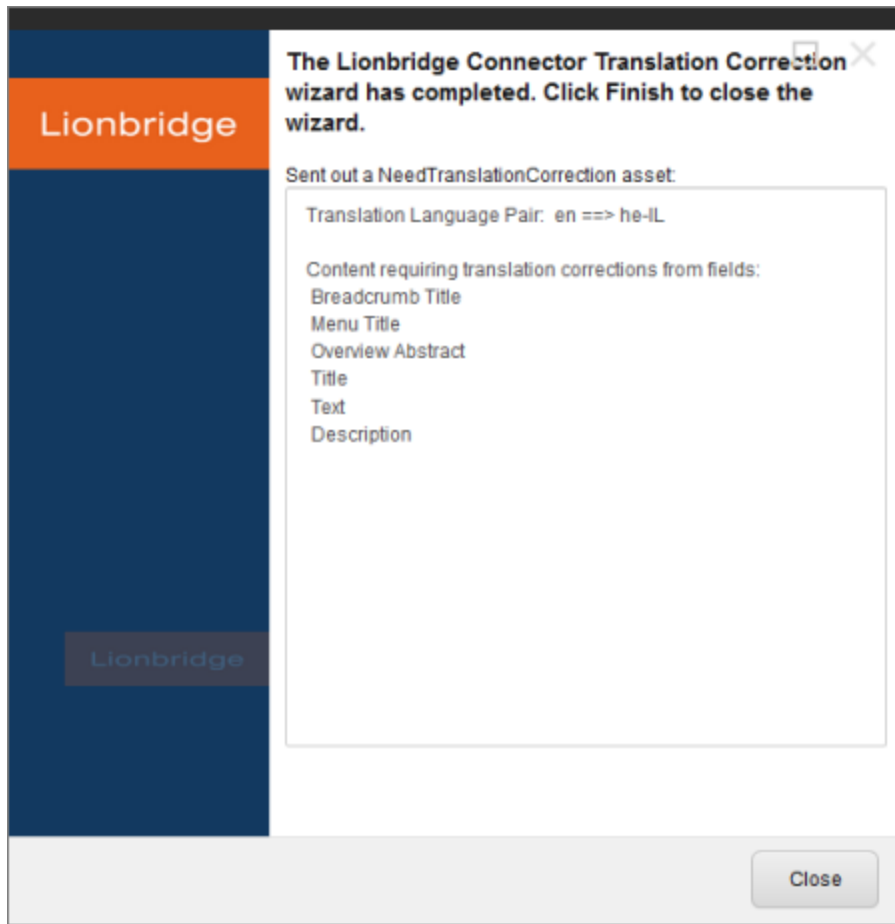 Lionbridge
The Lionbridge Connector Translation Correction
wizard has completed. Click Finish to close the
wizard.
Sent out a NeedTranslationCorrection asset:
Translation Language Pair:  en ==> he-IL
Content requiring translation corrections from fields:
Breadcrumb Title
Menu Title
Overview Abstract
Title
Text
Description
Lionbridge
Close